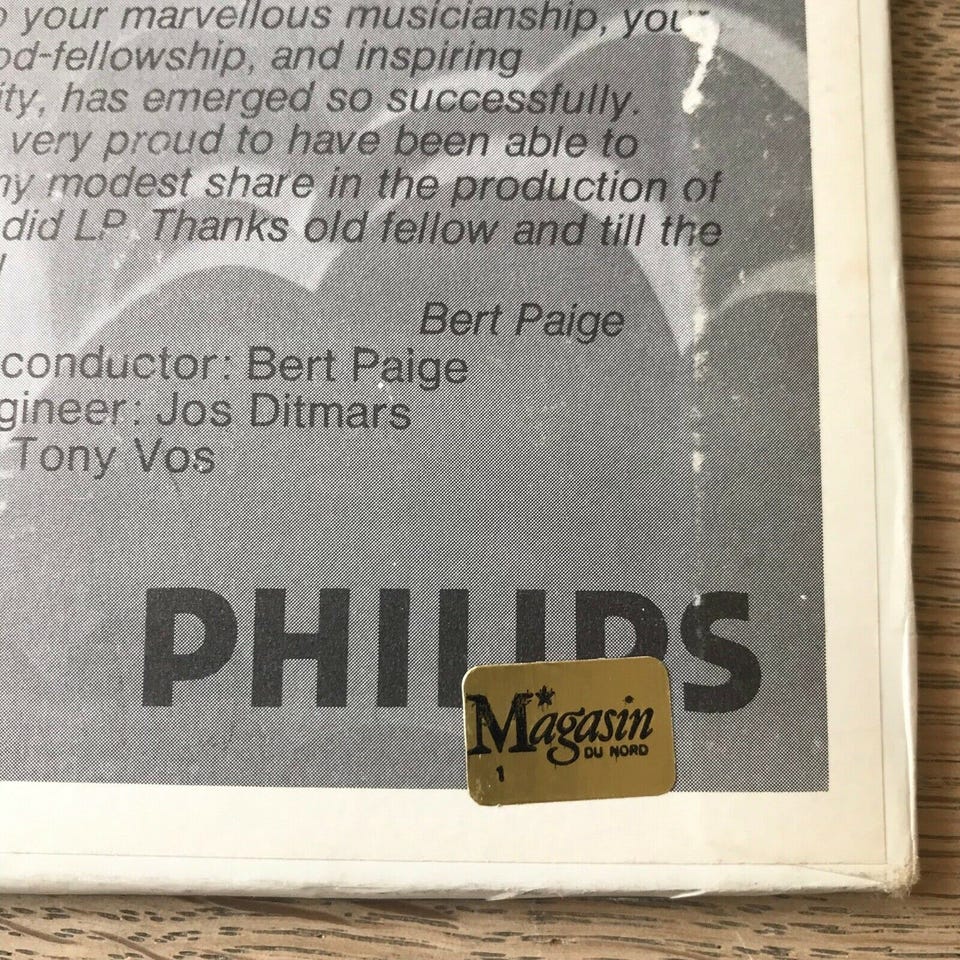 your marvellous musicianship, your
od-fellowship, and inspiring
ity, has emerged so successfully.
very proud to have been able to
my modest share in the production of
did LP. Thanks old fellow and till the
Bert Paige
conductor: Bert Paige
gineer: Jos Ditmars
Tony Vos
PHILIPS
Magasin
DU NORD
1